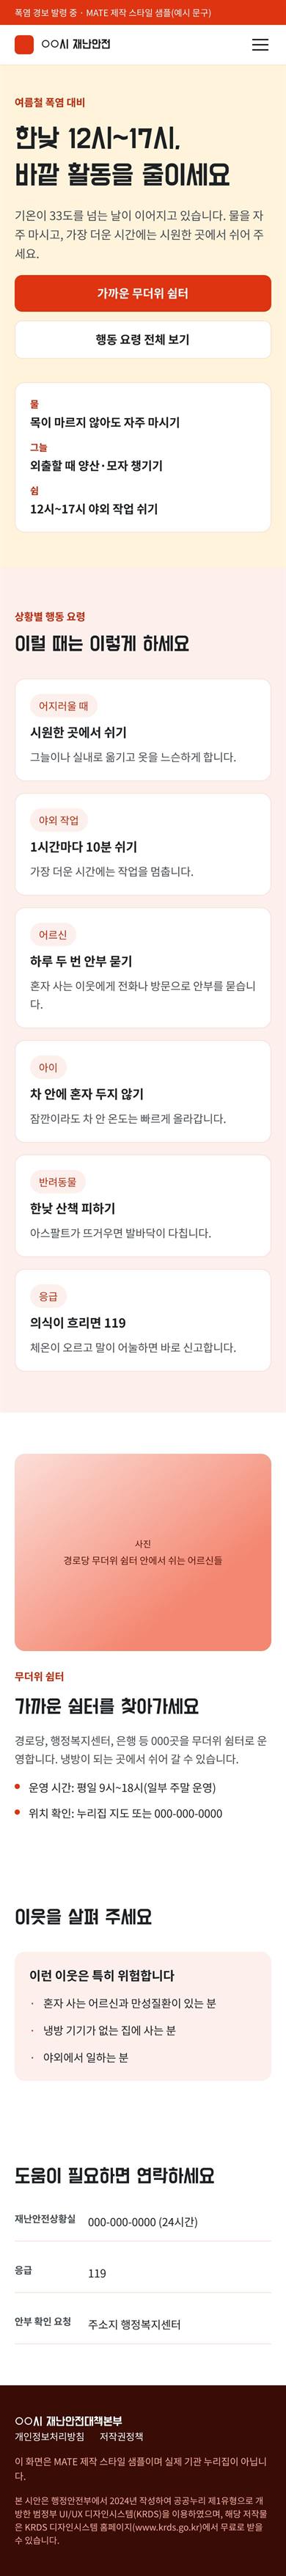 폭염 경보 발령 중 · MATE 제작 스타일 샘플(예시 문구)
○○시 재난안전
여름철 폭염 대비
한낮 12시~17시,
바깥 활동을 줄이세요
기온이 33도를 넘는 날이 이어지고 있습니다. 물을 자
주 마시고, 가장 더운 시간에는 시원한 곳에서 쉬어 주
세요.
가까운 무더위 쉼터
행동 요령 전체 보기
물
목이 마르지 않아도 자주 마시기
그늘
외출할 때 양산·모자 챙기기
쉼
12시~17시 야외 작업 쉬기
상황별 행동 요령
이럴 때는 이렇게 하세요
어지러울 때
시원한 곳에서 쉬기
그늘이나 실내로 옮기고 옷을 느슨하게 합니다.
야외 작업
1시간마다 10분 쉬기
가장 더운 시간에는 작업을 멈춥니다.
어르신
하루 두 번 안부 묻기
혼자 사는 이웃에게 전화나 방문으로 안부를 묻습니
다.
아이
차 안에 혼자 두지 않기
잠깐이라도 차 안 온도는 빠르게 올라갑니다.
반려동물
한낮 산책 피하기
아스팔트가 뜨거우면 발바닥이 다칩니다.
응급
의식이 흐리면 119
체온이 오르고 말이 어눌하면 바로 신고합니다.
사진
경로당 무더위 쉼터 안에서 쉬는 어르신들
무더위 쉼터
가까운 쉼터를 찾아가세요
경로당, 행정복지센터, 은행 등 000곳을 무더위 쉼터로 운
영합니다. 냉방이 되는 곳에서 쉬어 갈 수 있습니다.
• 운영 시간: 평일 9시~18시(일부 주말 운영)
• 위치 확인: 누리집 지도 또는 000-000-0000
이웃을 살펴 주세요
이런 이웃은 특히 위험합니다
· 혼자 사는 어르신과 만성질환이 있는 분
· 냉방 기기가 없는 집에 사는 분
· 야외에서 일하는 분
도움이 필요하면 연락하세요
재난안전상황실 000-000-0000 (24시간)
응급 119
안부 확인 요청 주소지 행정복지센터
○○시 재난안전대책본부
개인정보처리방침 저작권정책
이 화면은 MATE 제작 스타일 샘플이며 실제 기관 누리집이 아닙니
다.
본 시안은 행정안전부에서 2024년 작성하여 공공누리 제1유형으로 개
방한 범정부 UI/UX 디자인시스템(KRDS)을 이용하였으며, 해당 저작물
은 KRDS 디자인시스템 홈페이지(www.krds.go.kr)에서 무료로 받을
수 있습니다.